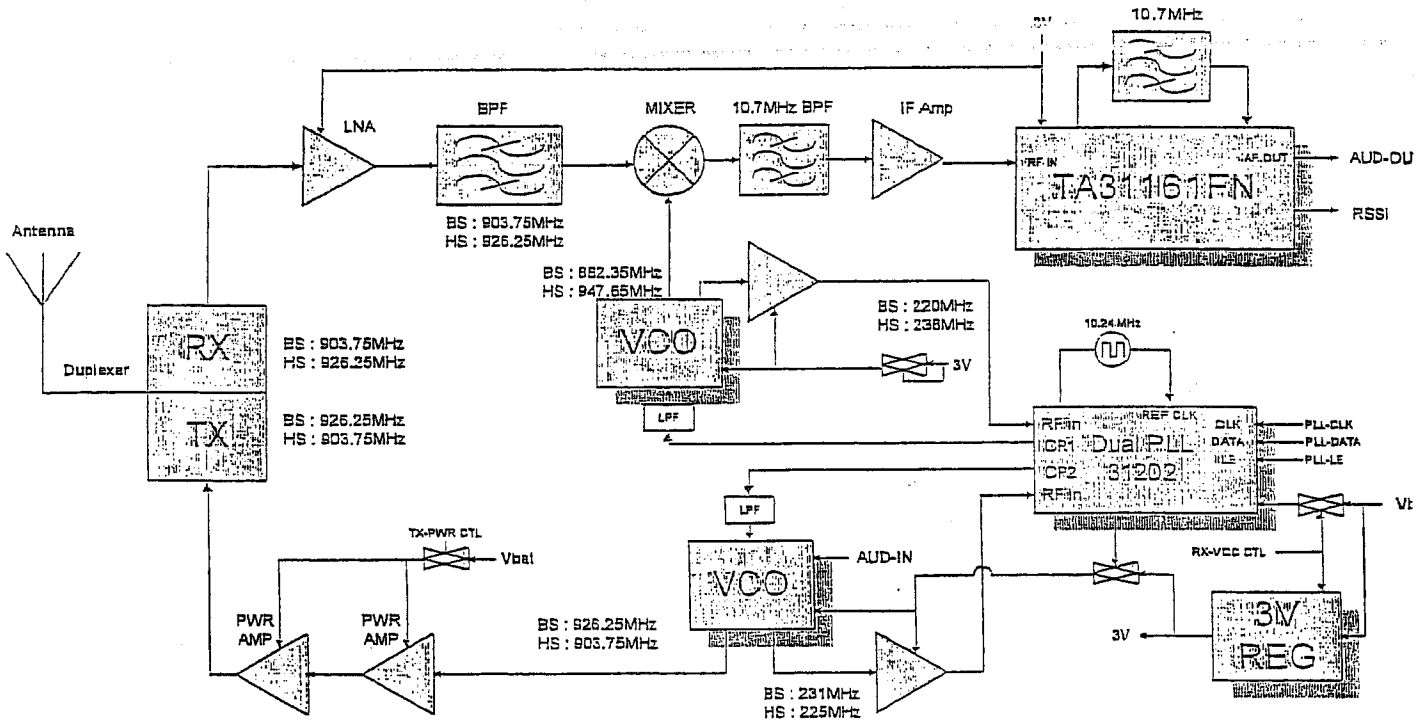 10.7MHz
LNA
BPF
MIXER
10.7MHz BPF
IF Amp
RF IN
AF OUT
TA31161FN
AUD-OU
RSSI
BS : 903.75MHz
HS : 926.25MHz
Antenna
BS : 882.35MHz
HS : 947.65MHz
VCO
BS : 220MHz
HS : 236MHz
3V
LPF
10.24 MHz
RX
BS : 903.75MHz
HS : 926.25MHz
Duplexer
TX
BS : 926.25MHz
HS : 903.75MHz
RF in
REF CLK
CLK
PLL-CLK
CP1
Dual PLL
DATA
PLL-DATA
CP2
31202
PLL-LE
RF in
LPF
TX-PWR CTL
Vbat
VCO
AUD-IN
RX-VCC CTL
PWR
AMP
PWR
AMP
BS : 926.25MHz
HS : 903.75MHz
3V
3V
REG
BS : 231MHz
HS : 225MHz